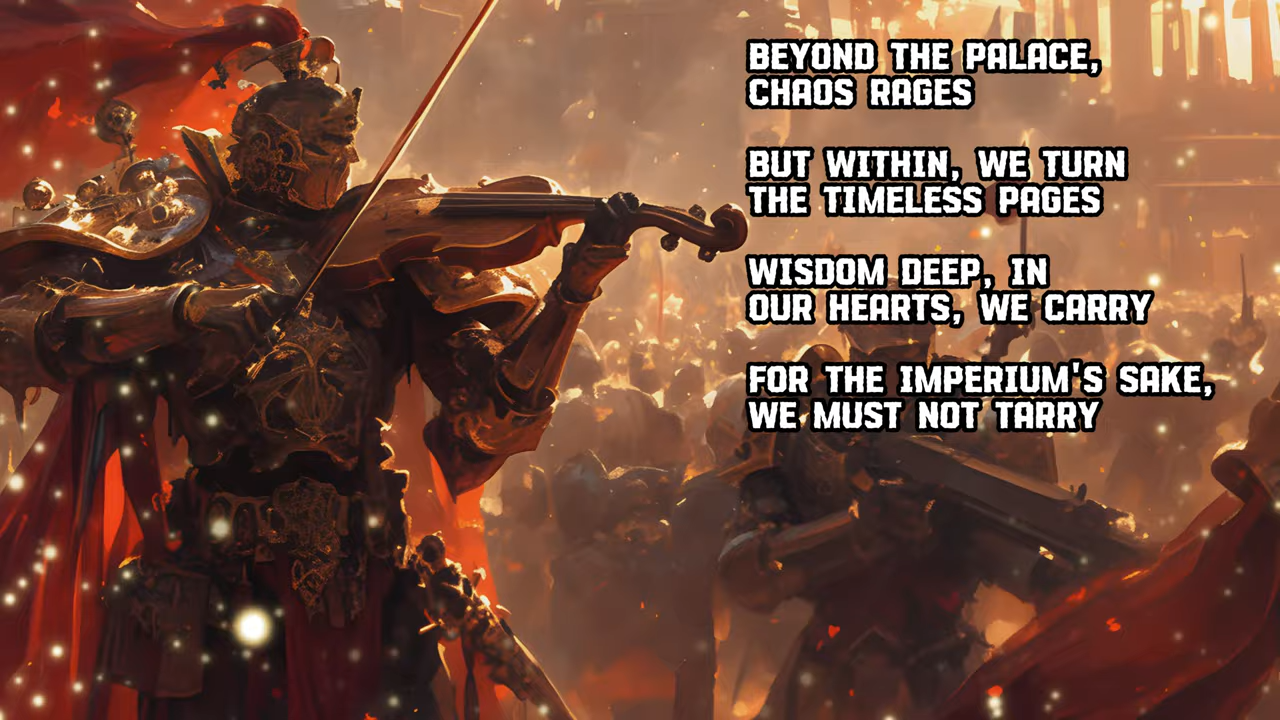 BEYOND THE PALACE,
CHAOS RAGES
BUT WITHIN, WE TURN
THE TIMELESS PAGES
WISDOM DEEP, IN
OUR HEARTS, WE CARRY
FOR THE IMPERIUM'S SAKE,
WE MUST NOT TARRY